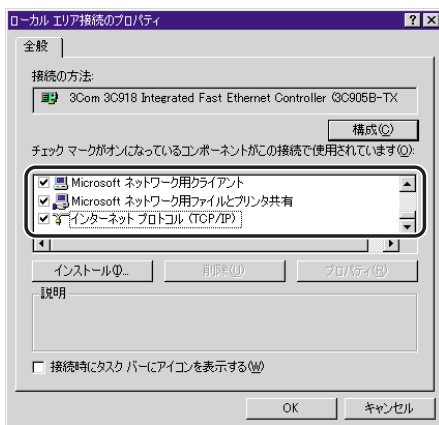 ローカル エリア接続のプロパティ
全般
接続の方法:
3Com 3C918 Integrated Fast Ethernet Controller (3C905B-TX
構成(C)
チェック マークがオンになっているコンポーネントがこの接続で使用されています(O):
Microsoft ネットワーク用クライアント
Microsoft ネットワーク用ファイルとプリンタ共有
インターネット プロトコル (TCP/IP)
インストール(I)... 削除(U) プロパティ(R)
説明
接続時にタスク バーにアイコンを表示する(W)
OK キャンセル